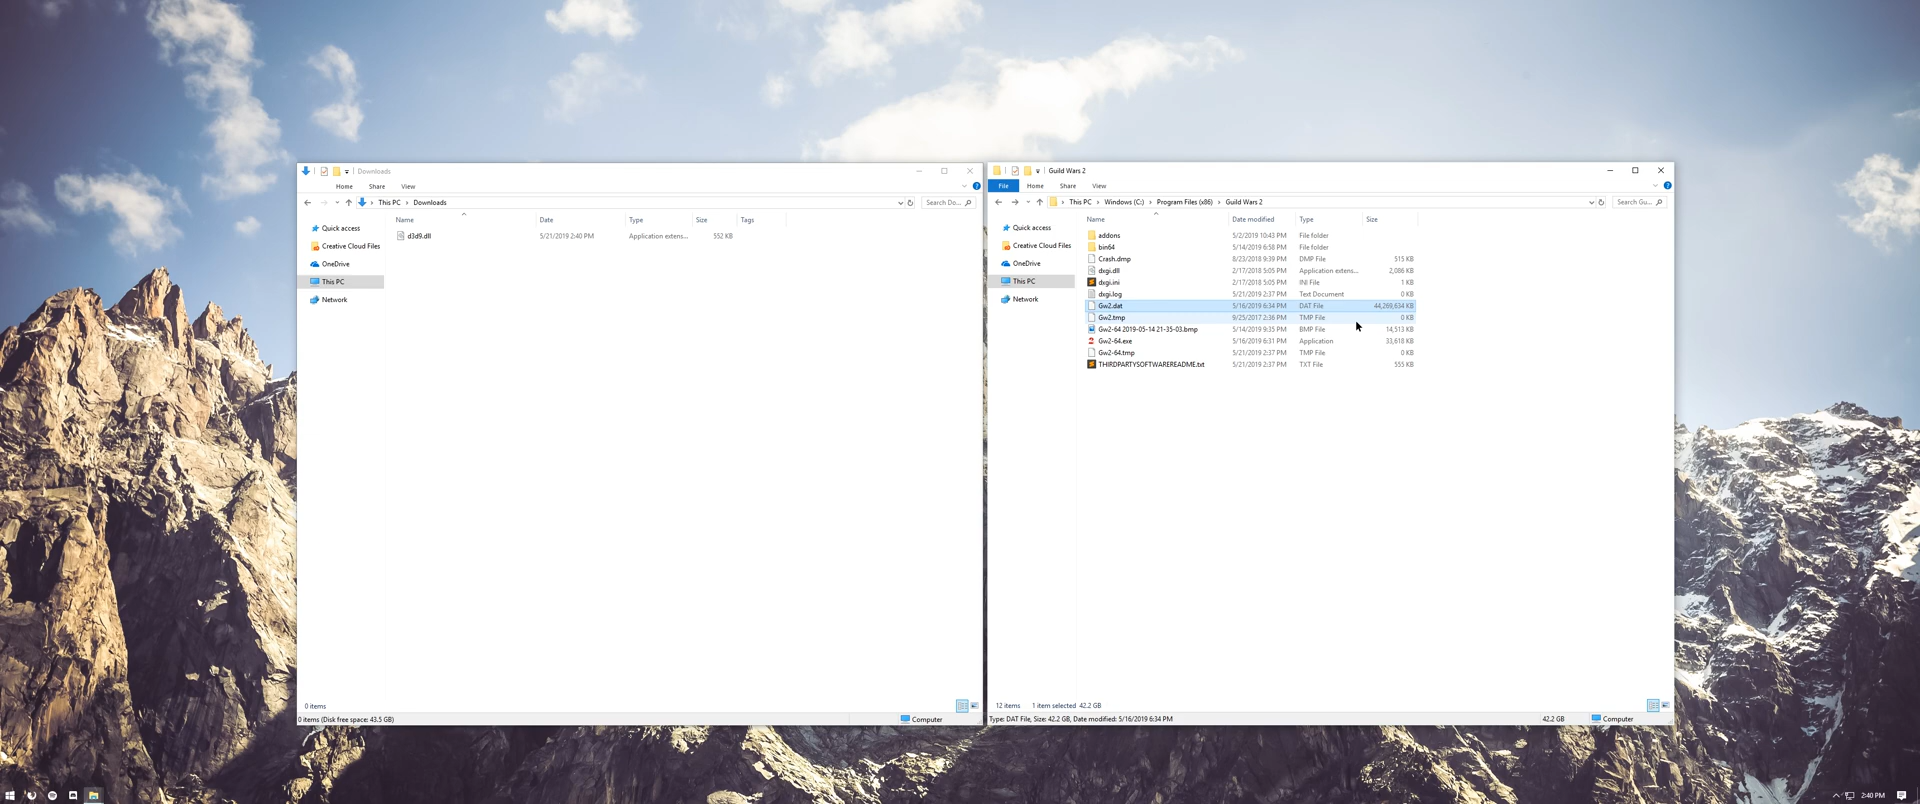 Downloads
Home Share View
This PC › Downloads
Search Do...
Name Date Type Size Tags
d3d9.dll 5/21/2019 2:40 PM Application extens... 552 KB
Quick access
Creative Cloud Files
OneDrive
This PC
Network
0 items
0 items (Disk free space: 43.5 GB) Computer
Guild Wars 2
File Home Share View
This PC › Windows (C:) › Program Files (x86) › Guild Wars 2
Search Gu...
Quick access
Creative Cloud Files
OneDrive
This PC
Network
Name Date modified Type Size
addons 5/2/2019 10:43 PM File folder
bin64 5/14/2019 6:58 PM File folder
Crash.dmp 8/23/2018 9:39 PM DMP File 515 KB
dxgi.dll 2/17/2018 5:05 PM Application extens... 2,086 KB
dxgi.ini 2/17/2018 5:05 PM INI File 1 KB
dxgi.log 5/21/2019 2:37 PM Text Document 0 KB
Gw2.dat 5/16/2019 6:34 PM DAT File 44,269,634 KB
Gw2.tmp 9/25/2017 2:36 PM TMP File 0 KB
Gw2-64 2019-05-14 21-35-03.bmp 5/14/2019 9:35 PM BMP File 14,513 KB
Gw2-64.exe 5/16/2019 6:31 PM Application 33,618 KB
Gw2-64.tmp 5/21/2019 2:37 PM TMP File 0 KB
THIRDPARTYSOFTWAREREADME.txt 5/21/2019 2:37 PM TXT File 555 KB
12 items 1 item selected 42.2 GB
Type: DAT File, Size: 42.2 GB, Date modified: 5/16/2019 6:34 PM 42.2 GB Computer
2:40 PM